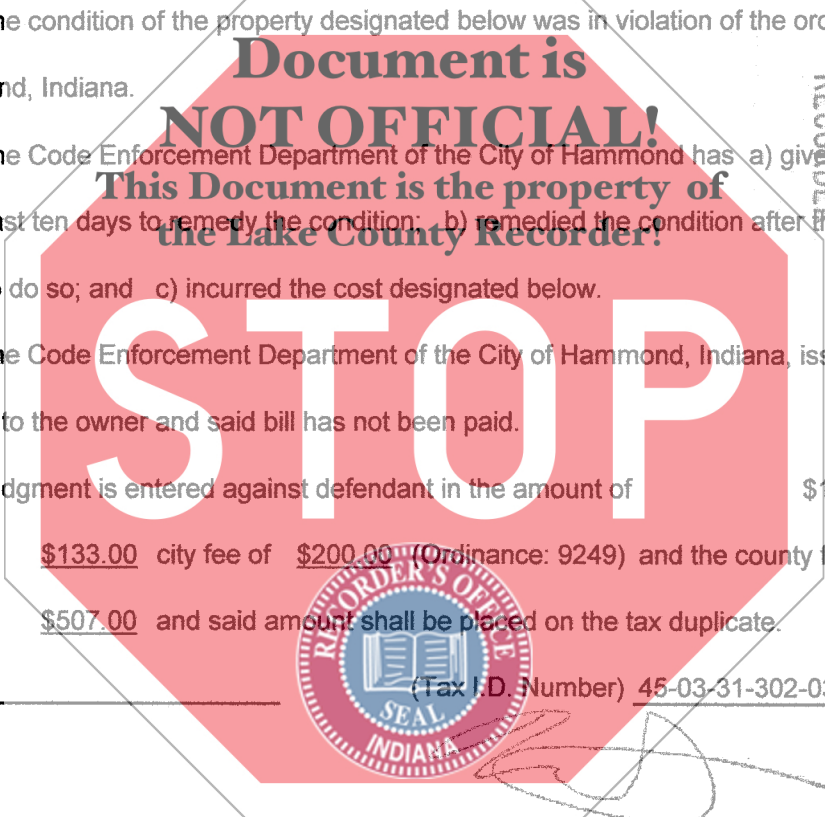 e condition of the property designated below was in violation of the ord
Document is
nd, Indiana.
NOT OFFICIAL!
e Code Enforcement Department of the City of Hammond has a) give
This Document is the property of
st ten days to remedy the condition; b) remedied the condition after th
the Lake County Recorder!
do so; and c) incurred the cost designated below.
STOP
e Code Enforcement Department of the City of Hammond, Indiana, iss
to the owner and said bill has not been paid.
dgment is entered against defendant in the amount of $1
$133.00 city fee of $200.00 (Ordinance: 9249) and the county f
$507.00 and said amount shall be placed on the tax duplicate.
RECORDER'S OFFICE
(Tax I.D. Number) 45-03-31-302-03
SEAL
INDIANA